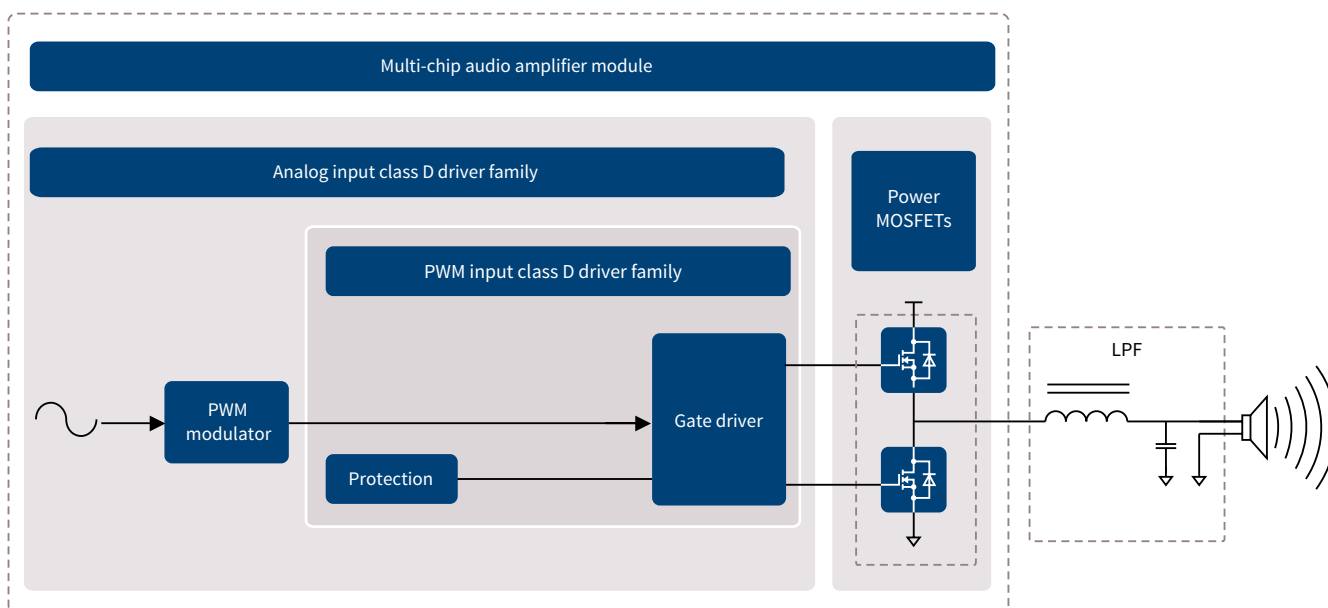 Multi-chip audio amplifier module
Analog input class D driver family
Power
MOSFETs
PWM input class D driver family
LPF
PWM
modulator
Gate driver
Protection